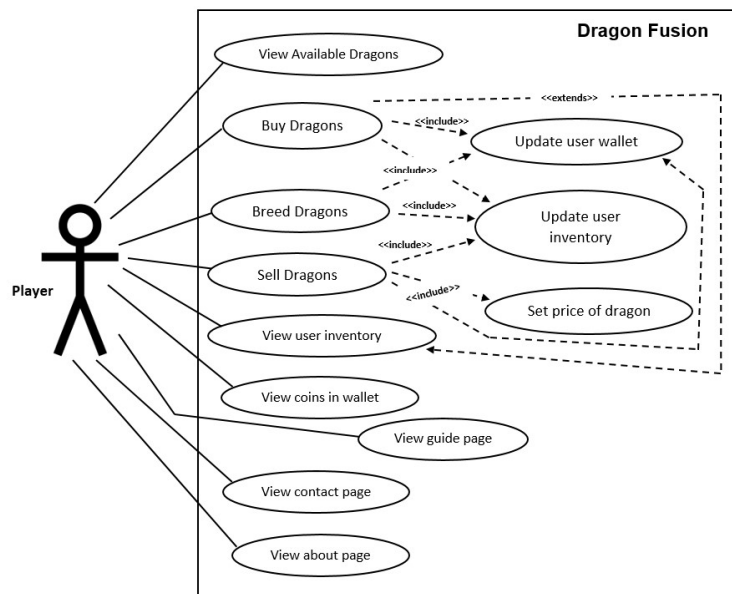 Dragon Fusion
View Available Dragons
<<extends>>
Buy Dragons
<<include>>
Update user wallet
<<include>>
Breed Dragons
<<include>>
Update user
inventory
<<include>>
Sell Dragons
Player
<<include>>
Set price of dragon
View user inventory
View coins in wallet
View guide page
View contact page
View about page